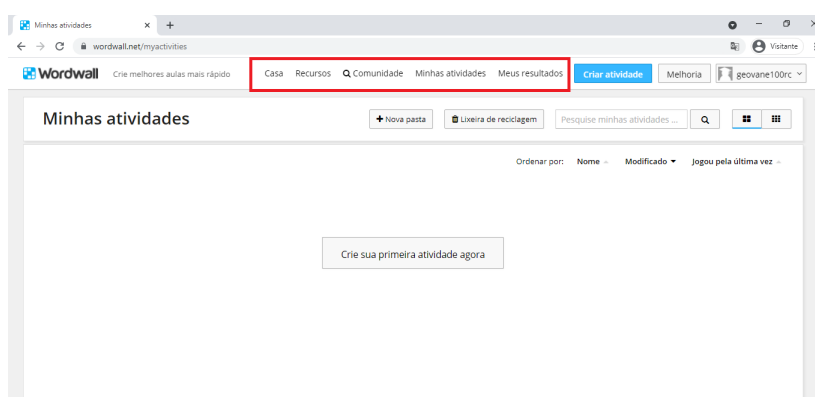 Minhas atividades
wordwall.net/myactivities
Visitante
Wordwall Crie melhores aulas mais rápido Casa Recursos Comunidade Minhas atividades Meus resultados Criar atividade Melhoria geovane100rc
Minhas atividades
Nova pasta Lixeira de reciclagem Pesquise minhas atividades ...
Ordenar por: Nome Modificado Jogou pela última vez
Crie sua primeira atividade agora